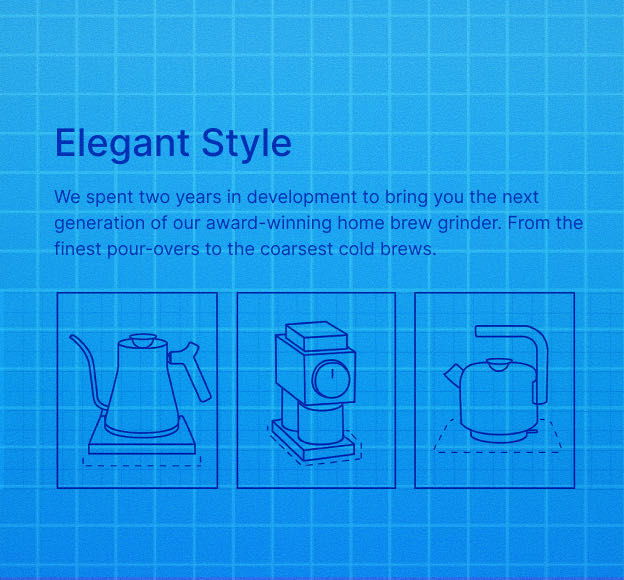 Elegant Style
We spent two years in development to bring you the next
generation of our award-winning home brew grinder. From the
finest pour-overs to the coarsest cold brews.